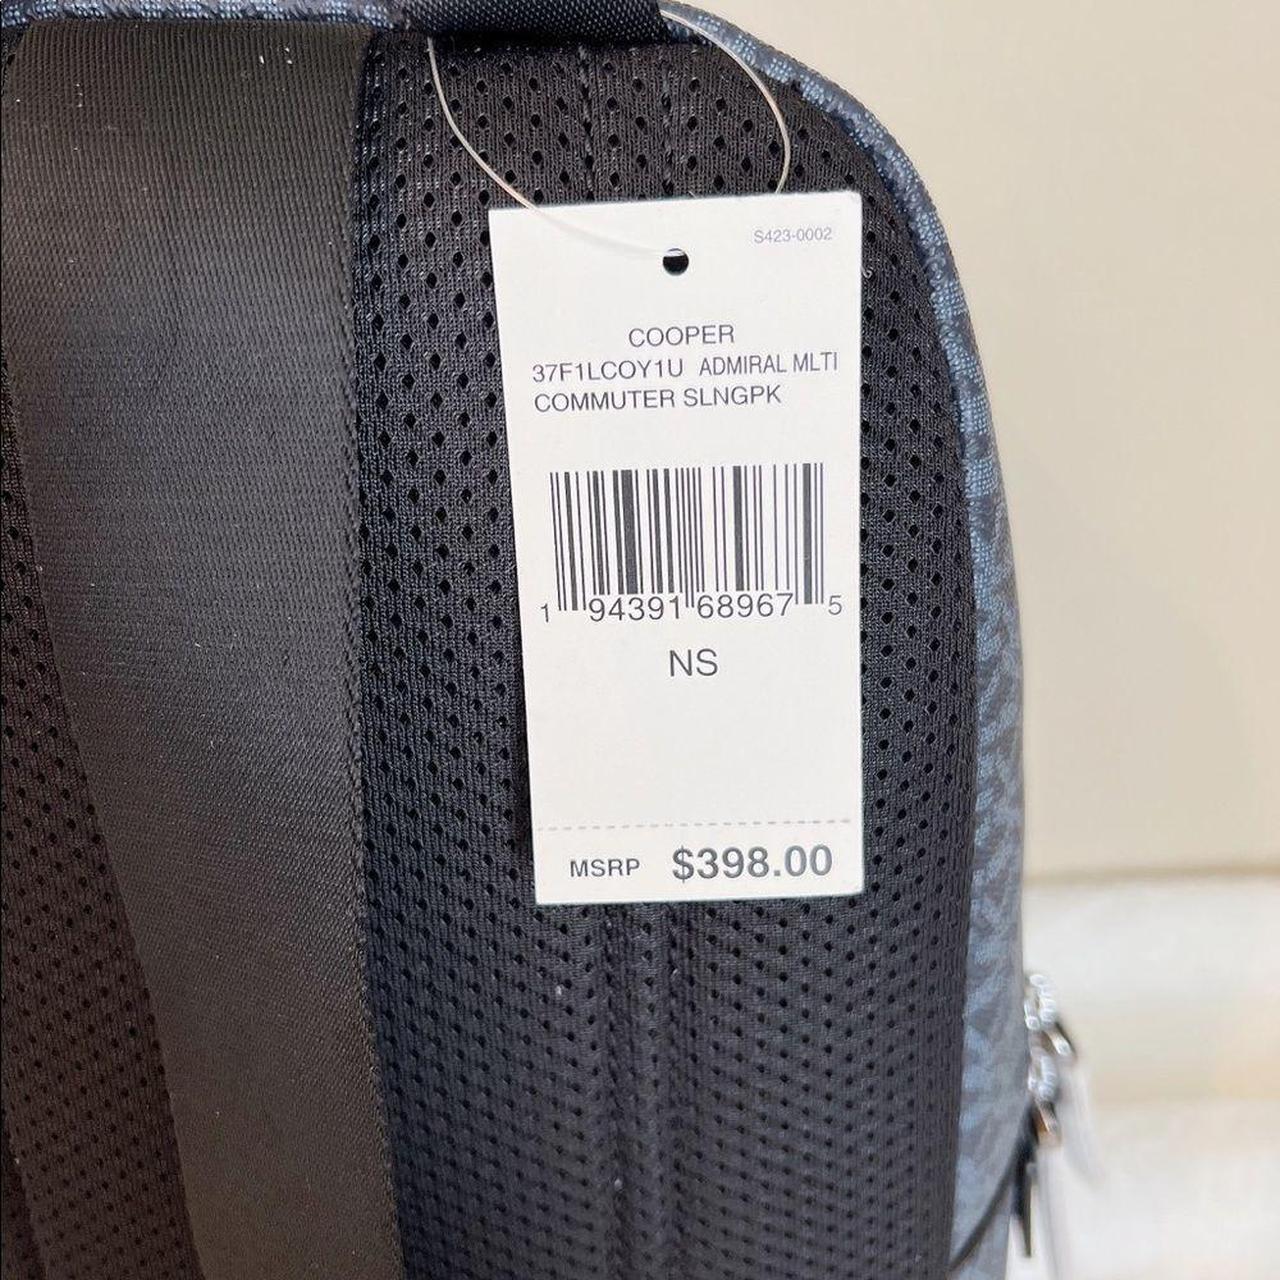 S423-0002
COOPER
37F1LCOY1U ADMIRAL MLTI
COMMUTER SLNGPK
1 94391 68967 5
NS
MSRP $398.00